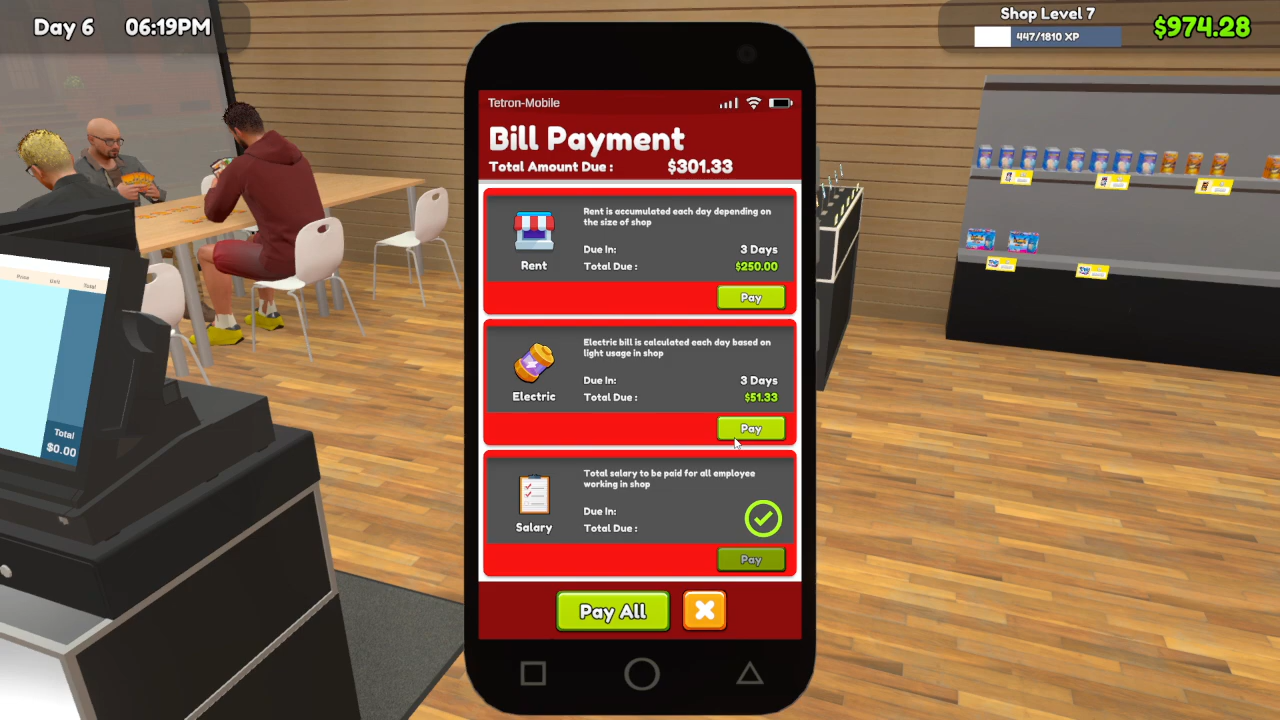 Day 6 06:19PM
Shop Level 7
447/1810 XP
$974.28
Tetron-Mobile
Bill Payment
Total Amount Due : $301.33
Rent is accumulated each day depending on
the size of shop
Due In: 3 Days
Total Due : $250.00
Rent
Pay
Electric bill is calculated each day based on
light usage in shop
Due In: 3 Days
Total Due : $51.33
Electric
Pay
Total salary to be paid for all employee
working in shop
Due In:
Total Due :
Salary
Pay
Pay All
Total
$0.00